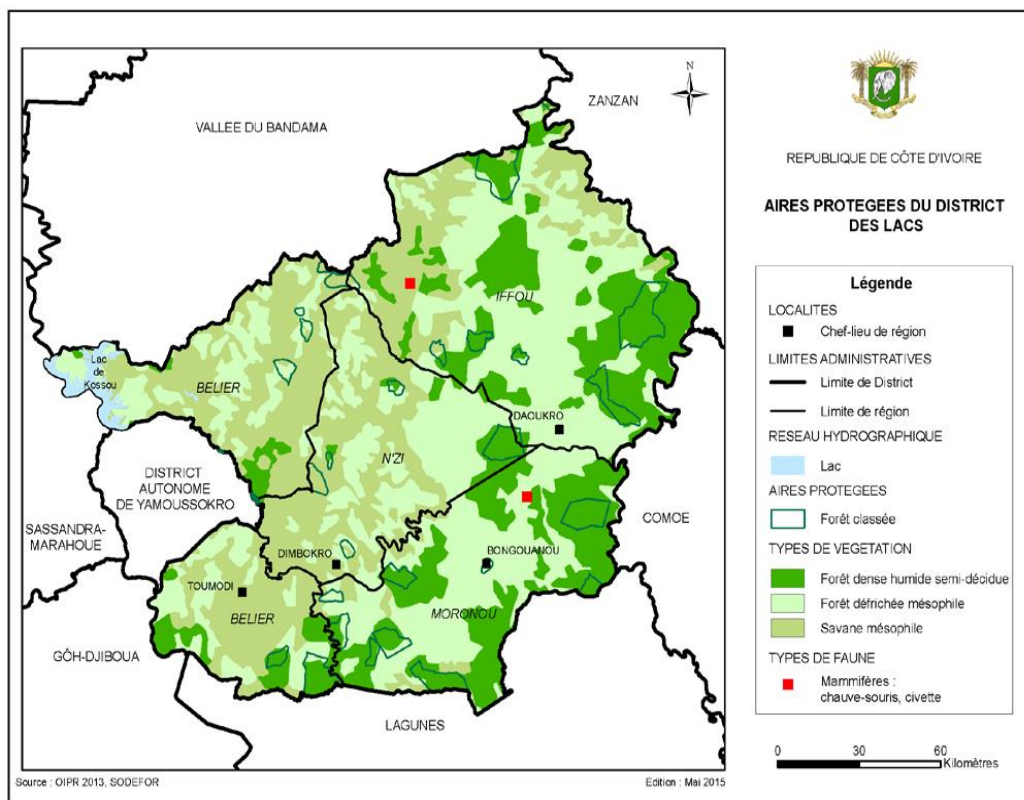 N
ZANZAN
VALLEE DU BANDAMA
IFFOU
Lac
de
Kossou
BELIER
DAOUKRO
N'ZI
DISTRICT
AUTONOME
DE YAMOUSSOKRO
SASSANDRA-
MARAHOUE
COMOE
DIMBOKRO
BONGOUANOU
TOUMODI
BELIER
MORONOU
GÔH-DJIBOUA
LAGUNES
Source : OIPR 2013, SODEFOR
Edition : Mai 2015
REPUBLIQUE DE CÔTE D'IVOIRE
AIRES PROTEGEES DU DISTRICT
DES LACS
Légende
LOCALITES
Chef-lieu de région
LIMITES ADMINISTRATIVES
Limite de District
Limite de région
RESEAU HYDROGRAPHIQUE
Lac
AIRES PROTEGEES
Forêt classée
TYPES DE VEGETATION
Forêt dense humide semi-décidue
Forêt défrichée mésophile
Savane mésophile
TYPES DE FAUNE
Mammifères :
chauve-souris, civette
0 30 60
Kilomètres